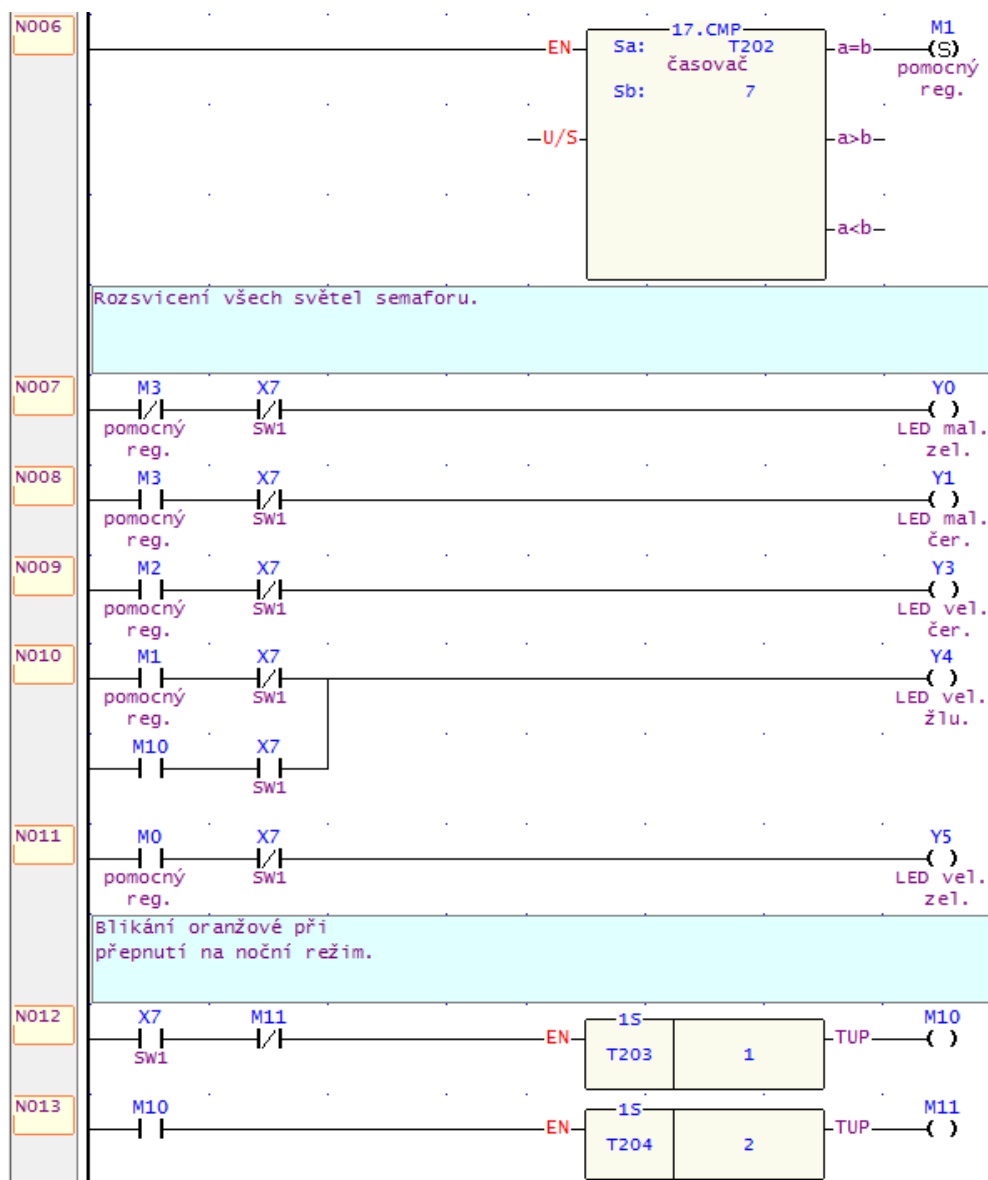 N006
17.CMP
M1
EN
Sa: T202
a=b
(S)
časovač
pomocný
reg.
Sb: 7
U/S
a>b
a<b
Rozsvicení všech světel semaforu.
N007
M3 X7 Y0
pomocný SW1 LED mal.
reg. zel.
N008
M3 X7 Y1
pomocný SW1 LED mal.
reg. čer.
N009
M2 X7 Y3
pomocný SW1 LED vel.
reg. čer.
N010
M1 X7 Y4
pomocný SW1 LED vel.
reg. žlu.
M10 X7
SW1
N011
M0 X7 Y5
pomocný SW1 LED vel.
reg. zel.
Blikání oranžové při
přepnutí na noční režim.
N012
X7 M11 1S M10
EN TUP
SW1 T203 1
N013
M10 1S M11
EN TUP
T204 2